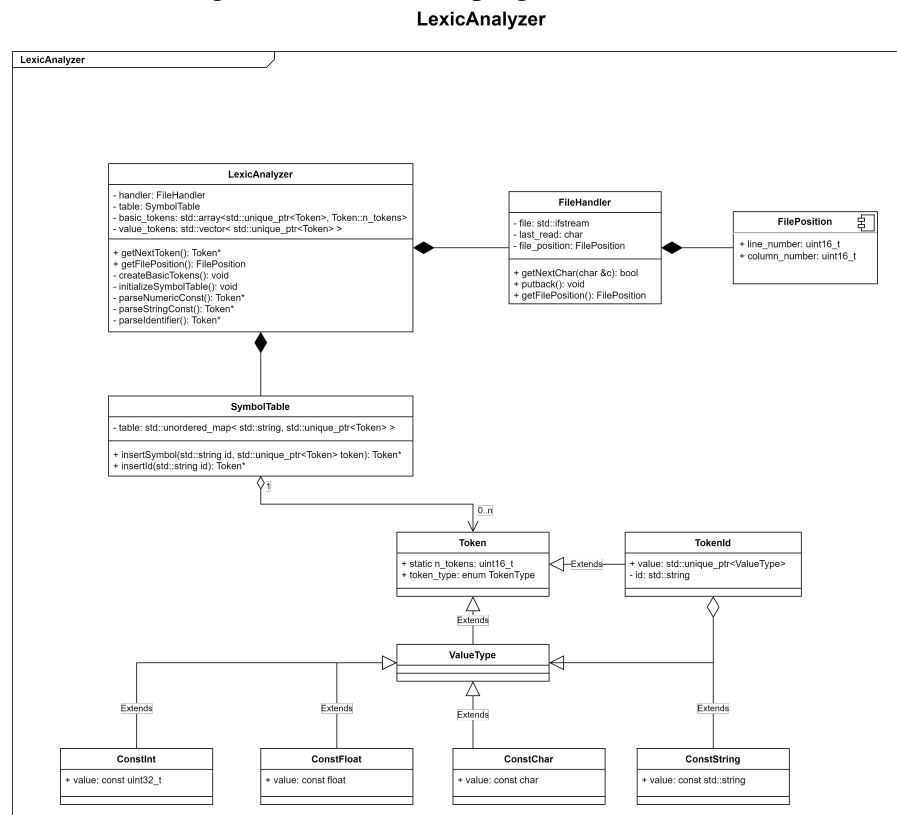 LexicAnalyzer
LexicAnalyzer
LexicAnalyzer
- handler: FileHandler
- table: SymbolTable
- basic_tokens: std::array<std::unique_ptr<Token>, Token::n_tokens>
- value_tokens: std::vector< std::unique_ptr<Token> >
+ getNextToken(): Token*
+ getFilePosition(): FilePosition
- createBasicTokens(): void
- initializeSymbolTable(): void
- parseNumericConst(): Token*
- parseStringConst(): Token*
- parseIdentifier(): Token*
FileHandler
- file: std::ifstream
- last_read: char
- file_position: FilePosition
+ getNextChar(char &c): bool
+ putback(): void
+ getFilePosition(): FilePosition
FilePosition
+ line_number: uint16_t
+ column_number: uint16_t
SymbolTable
- table: std::unordered_map< std::string, std::unique_ptr<Token> >
+ insertSymbol(std::string id, std::unique_ptr<Token> token): Token*
+ insertId(std::string id): Token*
1
0..n
Token
+ static n_tokens: uint16_t
+ token_type: enum TokenType
Extends
TokenId
+ value: std::unique_ptr<ValueType>
- id: std::string
Extends
ValueType
Extends
Extends
Extends
Extends
ConstInt
+ value: const uint32_t
ConstFloat
+ value: const float
ConstChar
+ value: const char
ConstString
+ value: const std::string